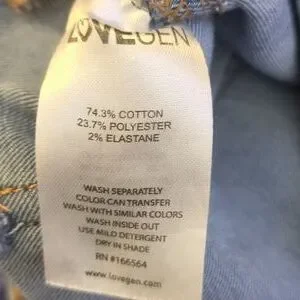 LOVEGEN
74.3% COTTON
23.7% POLYESTER
2% ELASTANE
WASH SEPARATELY
COLOR CAN TRANSFER
WASH WITH SIMILAR COLORS
WASH INSIDE OUT
USE MILD DETERGENT
DRY IN SHADE
RN #166564
www.lovegen.com